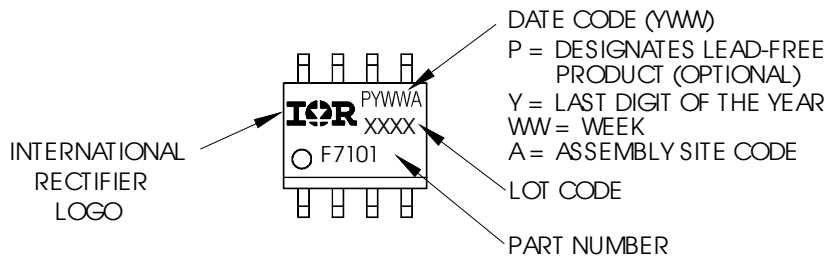 DATE CODE (YWW)
P = DESIGNATES LEAD-FREE
PRODUCT (OPTIONAL)
Y = LAST DIGIT OF THE YEAR
WW = WEEK
A = ASSEMBLY SITE CODE
LOT CODE
PART NUMBER
INTERNATIONAL
RECTIFIER
LOGO
IOR
PYWWA
XXXX
F7101